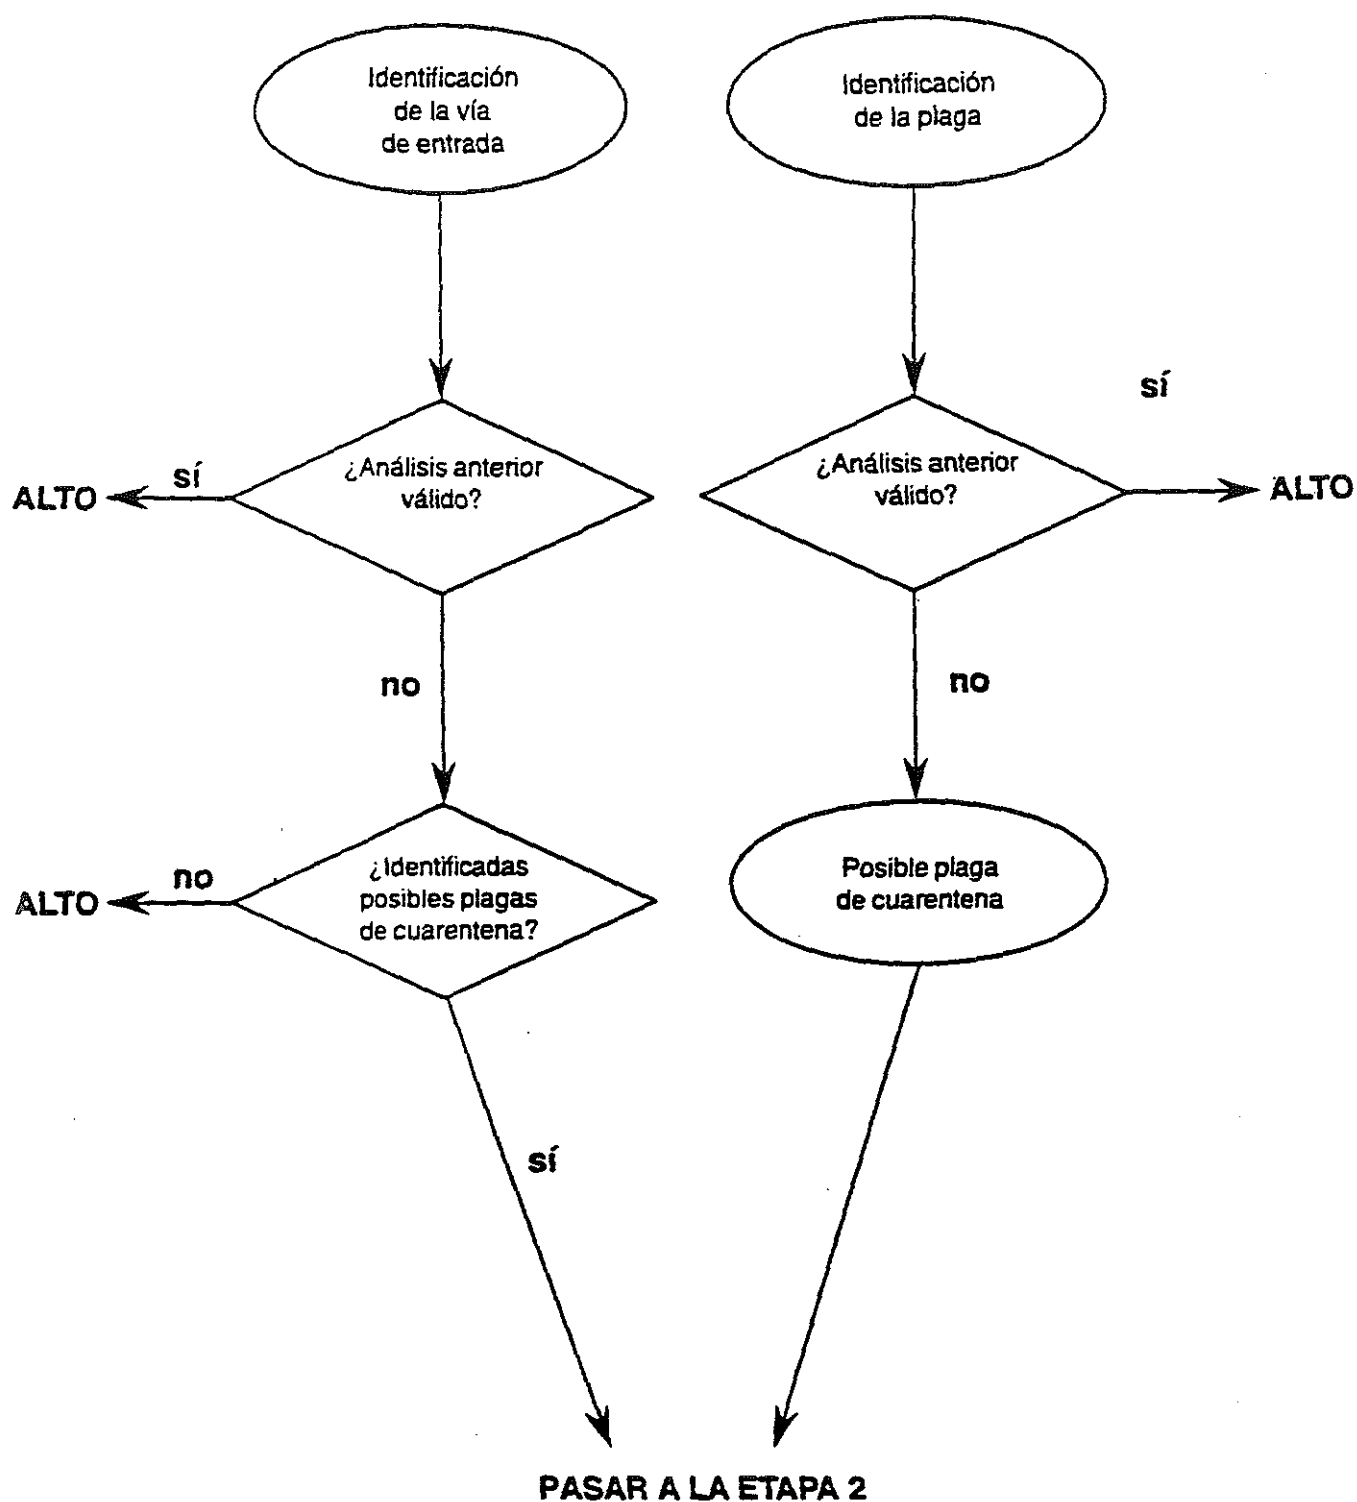 Identificación
de la vía
de entrada
Identificación
de la plaga
sí
¿Análisis anterior
válido?
sí
ALTO
¿Análisis anterior
válido?
ALTO
no
no
¿Identificadas
posibles plagas
de cuarentena?
no
ALTO
Posible plaga
de cuarentena
sí
PASAR A LA ETAPA 2